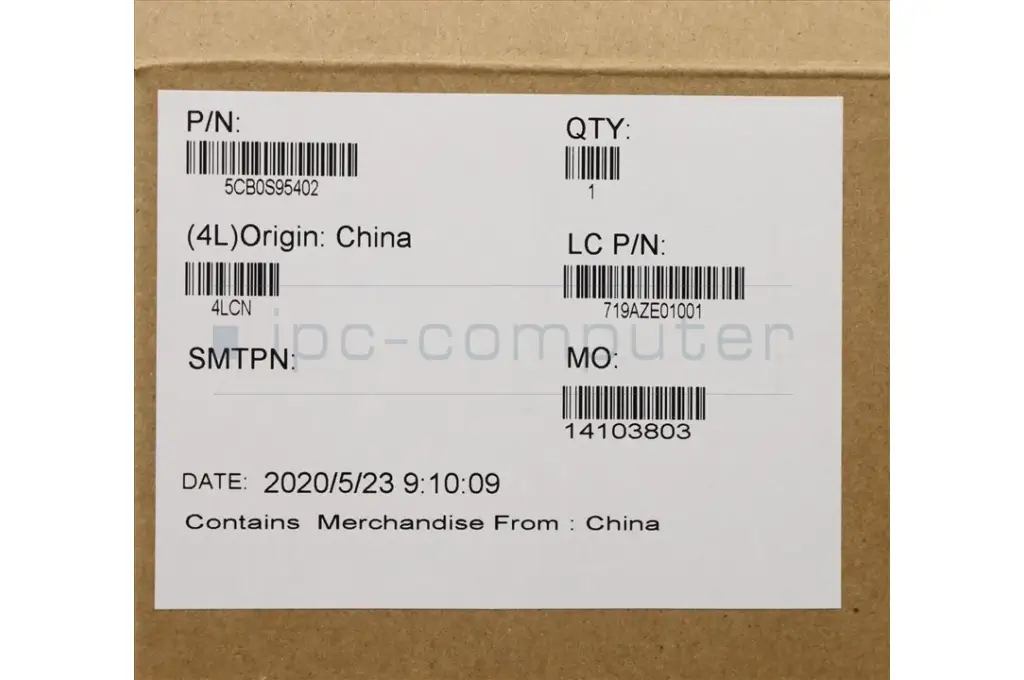 P/N:
5CB0S95402
QTY:
1
(4L)Origin: China
4LCN
LC P/N:
719AZE01001
ipc-computer
SMTPN:
MO:
14103803
DATE: 2020/5/23 9:10:09
Contains Merchandise From : China